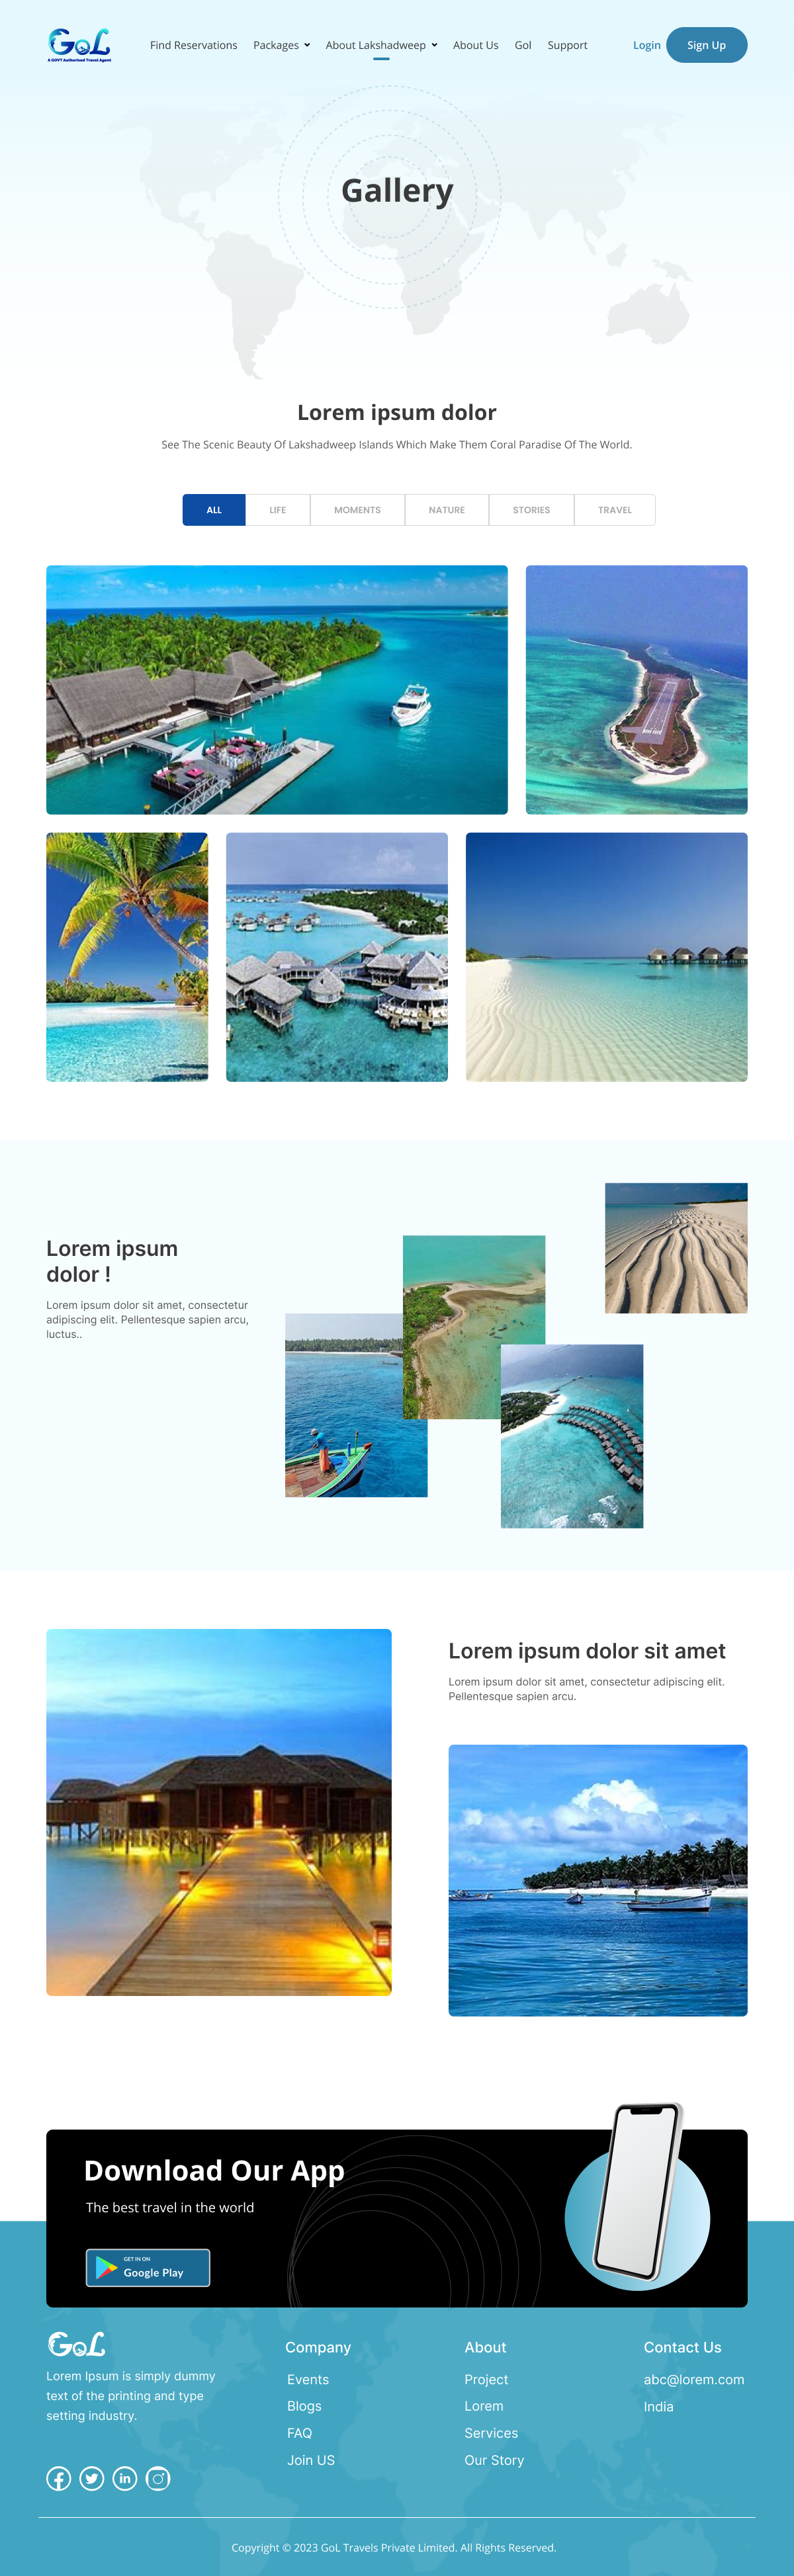 GoL
A GOVT Authorised Travel Agent
Find Reservations Packages About Lakshadweep About Us Gol Support Login Sign Up
Gallery
Lorem ipsum dolor
See The Scenic Beauty Of Lakshadweep Islands Which Make Them Coral Paradise Of The World.
ALL LIFE MOMENTS NATURE STORIES TRAVEL
Lorem ipsum
dolor !
Lorem ipsum dolor sit amet, consectetur
adipiscing elit. Pellentesque sapien arcu,
luctus..
Lorem ipsum dolor sit amet
Lorem ipsum dolor sit amet, consectetur adipiscing elit.
Pellentesque sapien arcu.
Download Our App
The best travel in the world
GET IN ON
Google Play
GoL
Lorem Ipsum is simply dummy
text of the printing and type
setting industry.
Company
Events
Blogs
FAQ
Join US
About
Project
Lorem
Services
Our Story
Contact Us
abc@lorem.com
India
Copyright © 2023 GoL Travels Private Limited. All Rights Reserved.